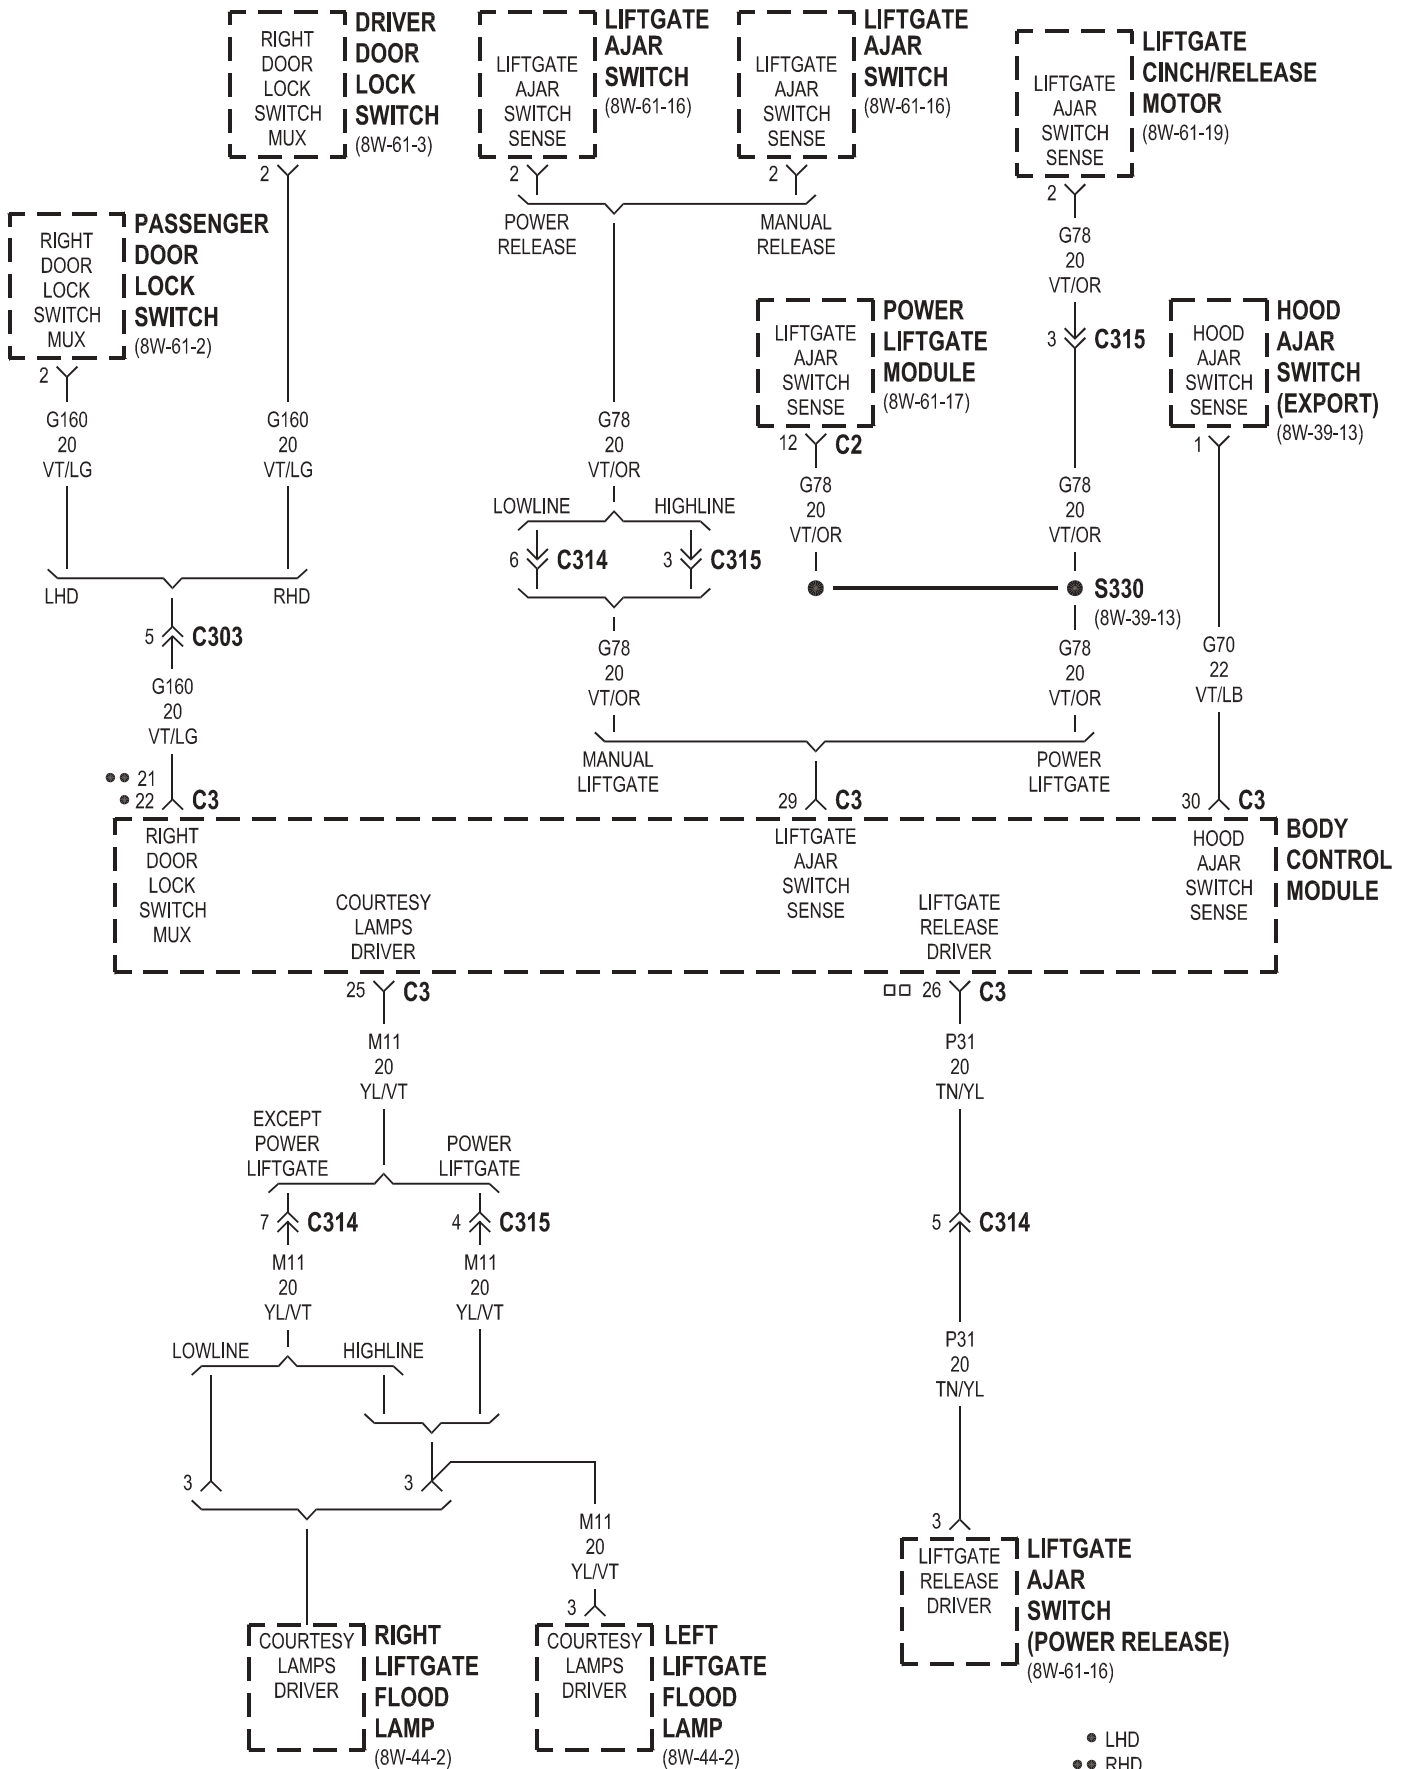 RIGHT
DOOR
LOCK
SWITCH
MUX
DRIVER
DOOR
LOCK
SWITCH
(8W-61-3)
2
LIFTGATE
AJAR
SWITCH
SENSE
LIFTGATE
AJAR
SWITCH
(8W-61-16)
2
LIFTGATE
AJAR
SWITCH
SENSE
LIFTGATE
AJAR
SWITCH
(8W-61-16)
2
LIFTGATE
AJAR
SWITCH
SENSE
LIFTGATE
CINCH/RELEASE
MOTOR
(8W-61-19)
2
POWER
RELEASE
MANUAL
RELEASE
G78
20
VT/OR
3 C315
RIGHT
DOOR
LOCK
SWITCH
MUX
PASSENGER
DOOR
LOCK
SWITCH
(8W-61-2)
2
G160
20
VT/LG
G160
20
VT/LG
G78
20
VT/OR
LIFTGATE
AJAR
SWITCH
SENSE
POWER
LIFTGATE
MODULE
(8W-61-17)
12 C2
HOOD
AJAR
SWITCH
SENSE
HOOD
AJAR
SWITCH
(EXPORT)
(8W-39-13)
1
G78
20
VT/OR
G78
20
VT/OR
LOWLINE
HIGHLINE
6 C314
3 C315
S330
(8W-39-13)
LHD
RHD
5 C303
G160
20
VT/LG
G78
20
VT/OR
G78
20
VT/OR
G70
22
VT/LB
MANUAL
LIFTGATE
POWER
LIFTGATE
●● 21
● 22 C3
29 C3
30 C3
RIGHT
DOOR
LOCK
SWITCH
MUX
COURTESY
LAMPS
DRIVER
LIFTGATE
AJAR
SWITCH
SENSE
LIFTGATE
RELEASE
DRIVER
HOOD
AJAR
SWITCH
SENSE
BODY
CONTROL
MODULE
25 C3
□□ 26 C3
M11
20
YL/VT
P31
20
TN/YL
EXCEPT
POWER
LIFTGATE
POWER
LIFTGATE
7 C314
4 C315
5 C314
M11
20
YL/VT
M11
20
YL/VT
P31
20
TN/YL
LOWLINE
HIGHLINE
3
3
M11
20
YL/VT
3
3
COURTESY
LAMPS
DRIVER
RIGHT
LIFTGATE
FLOOD
LAMP
(8W-44-2)
COURTESY
LAMPS
DRIVER
LEFT
LIFTGATE
FLOOD
LAMP
(8W-44-2)
LIFTGATE
RELEASE
DRIVER
LIFTGATE
AJAR
SWITCH
(POWER RELEASE)
(8W-61-16)
● LHD
●● RHD